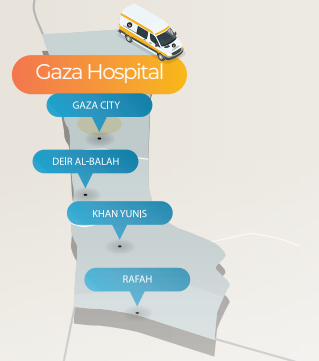 Gaza Hospital
GAZA CITY
DEIR AL-BALAH
KHAN YUNIS
RAFAH